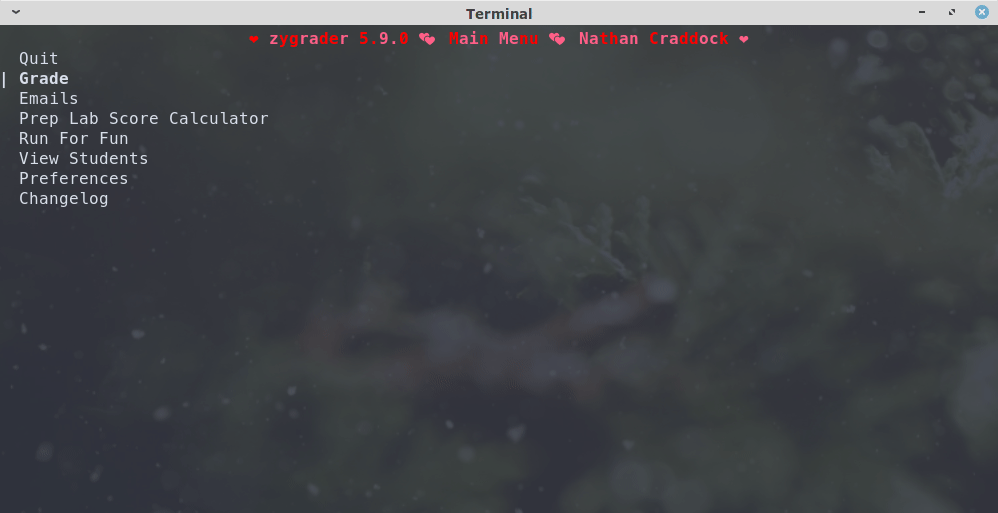 Terminal
❤ zygrader 5.9.0 💕 Main Menu 💕 Nathan Craddock ❤
Quit
| Grade
Emails
Prep Lab Score Calculator
Run For Fun
View Students
Preferences
Changelog